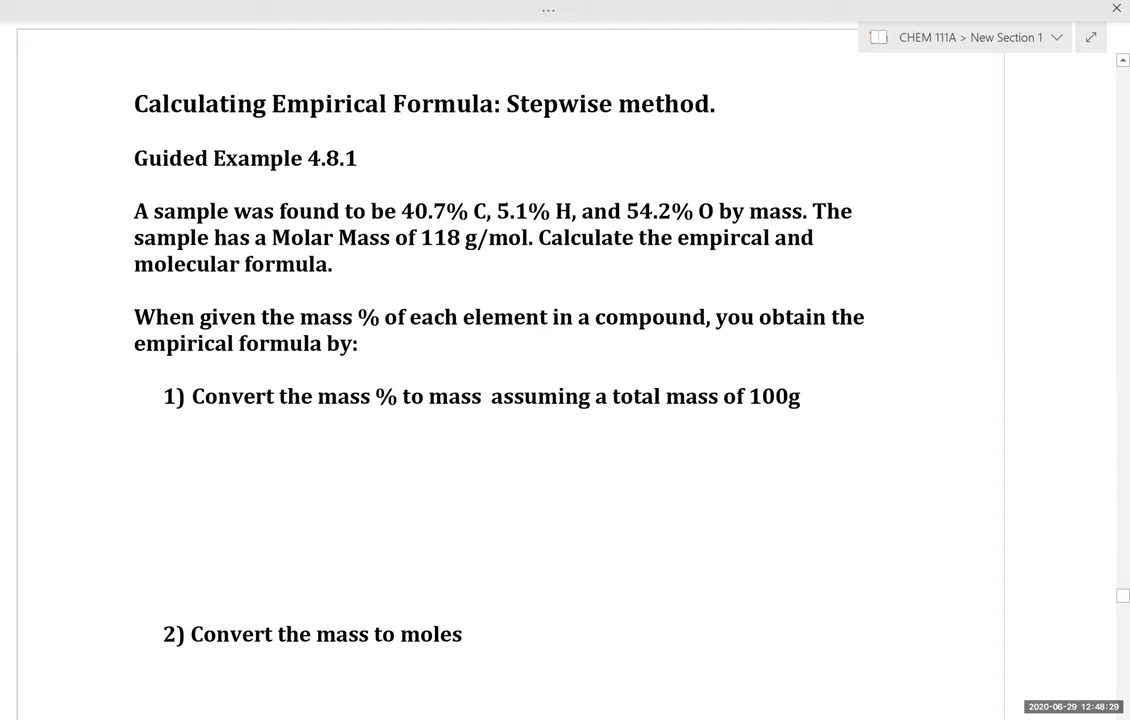 CHEM 111A > New Section 1
Calculating Empirical Formula: Stepwise method.
Guided Example 4.8.1
A sample was found to be 40.7% C, 5.1% H, and 54.2% O by mass. The
sample has a Molar Mass of 118 g/mol. Calculate the empircal and
molecular formula.
When given the mass % of each element in a compound, you obtain the
empirical formula by:
1) Convert the mass % to mass assuming a total mass of 100g
2) Convert the mass to moles
2020-06-29 12:48:29